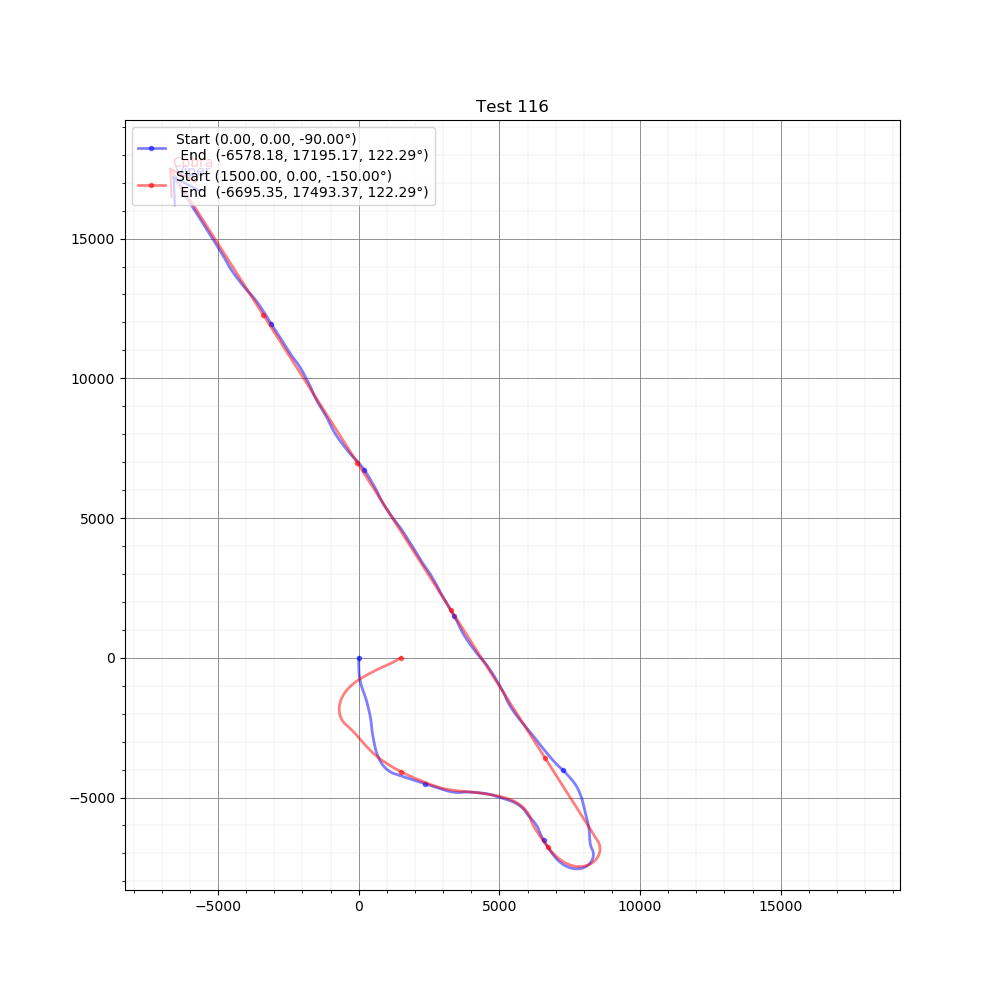 Test 116
Start (0.00, 0.00, -90.00°)
End (-6578.18, 17195.17, 122.29°)
Start (1500.00, 0.00, -150.00°)
End (-6695.35, 17493.37, 122.29°)
15000
10000
5000
0
−5000
−5000
0
5000
10000
15000